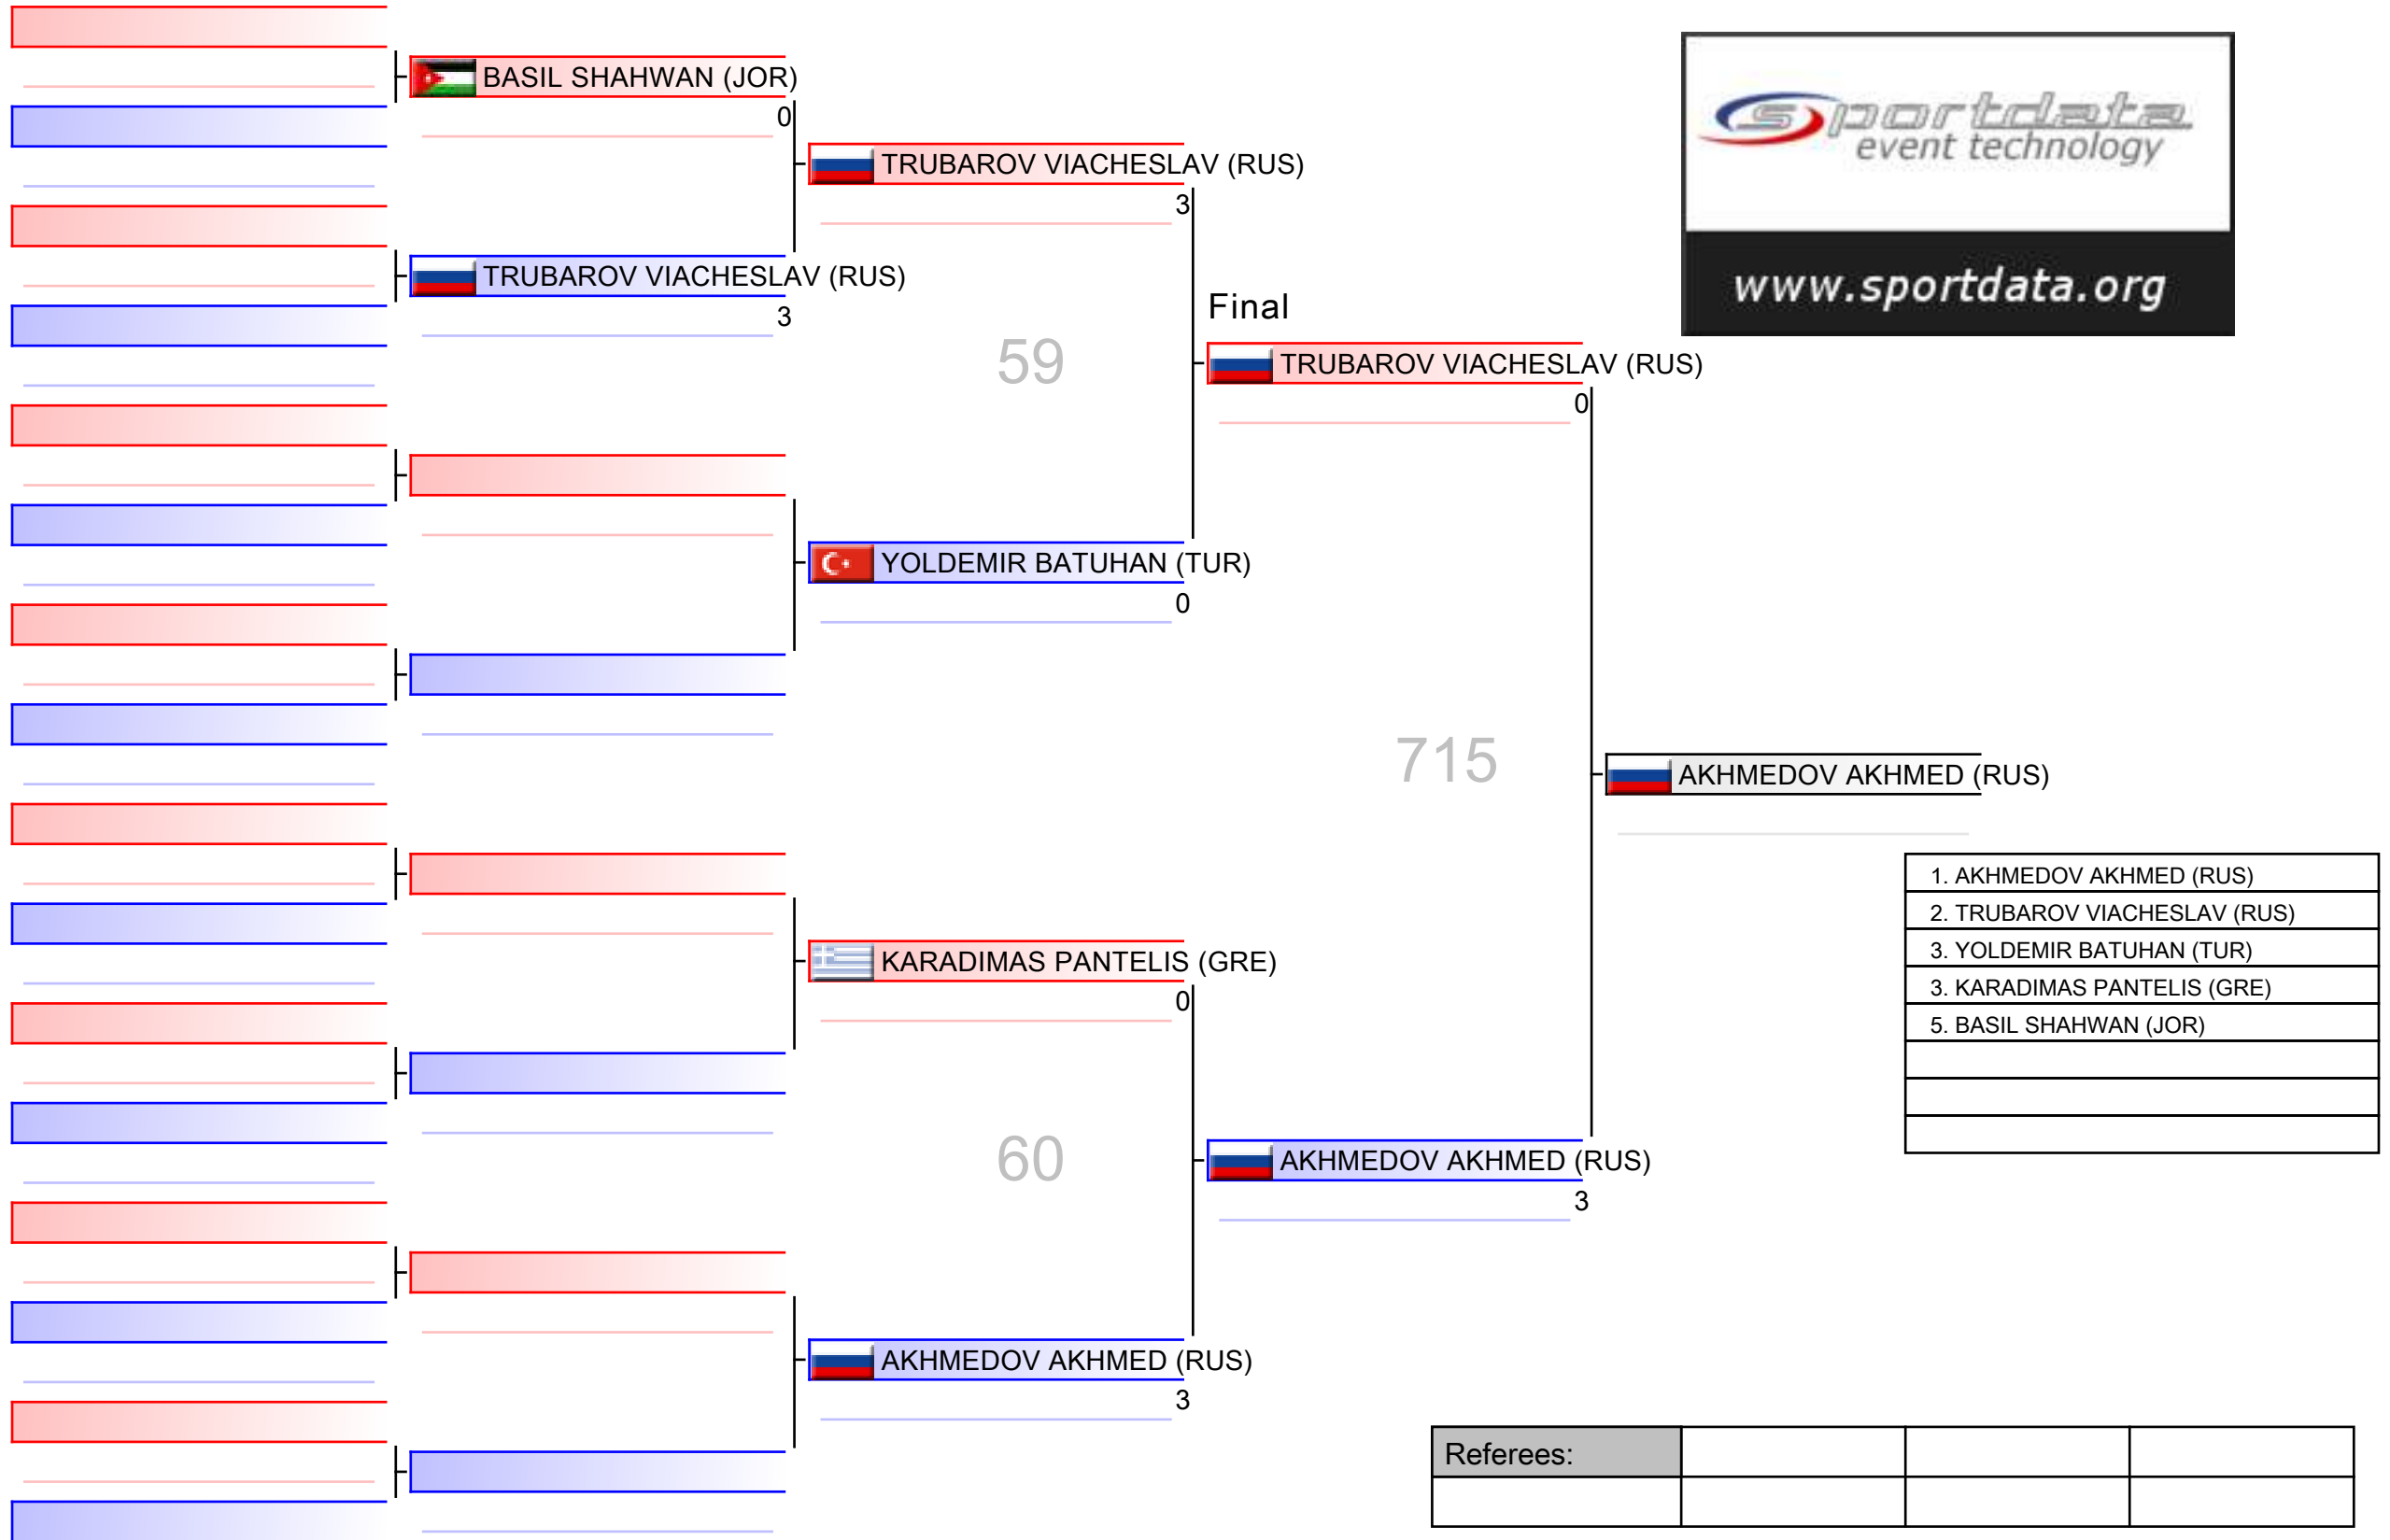 BASIL SHAHWAN (JOR)
0
TRUBAROV VIACHESLAV (RUS)
3
TRUBAROV VIACHESLAV (RUS)
3
59
YOLDEMIR BATUHAN (TUR)
0
KARADIMAS PANTELIS (GRE)
0
60
AKHMEDOV AKHMED (RUS)
3
Final
TRUBAROV VIACHESLAV (RUS)
0
715
AKHMEDOV AKHMED (RUS)
3
AKHMEDOV AKHMED (RUS)
sportdata
event technology
www.sportdata.org
1. AKHMEDOV AKHMED (RUS)
2. TRUBAROV VIACHESLAV (RUS)
3. YOLDEMIR BATUHAN (TUR)
3. KARADIMAS PANTELIS (GRE)
5. BASIL SHAHWAN (JOR)
Referees: